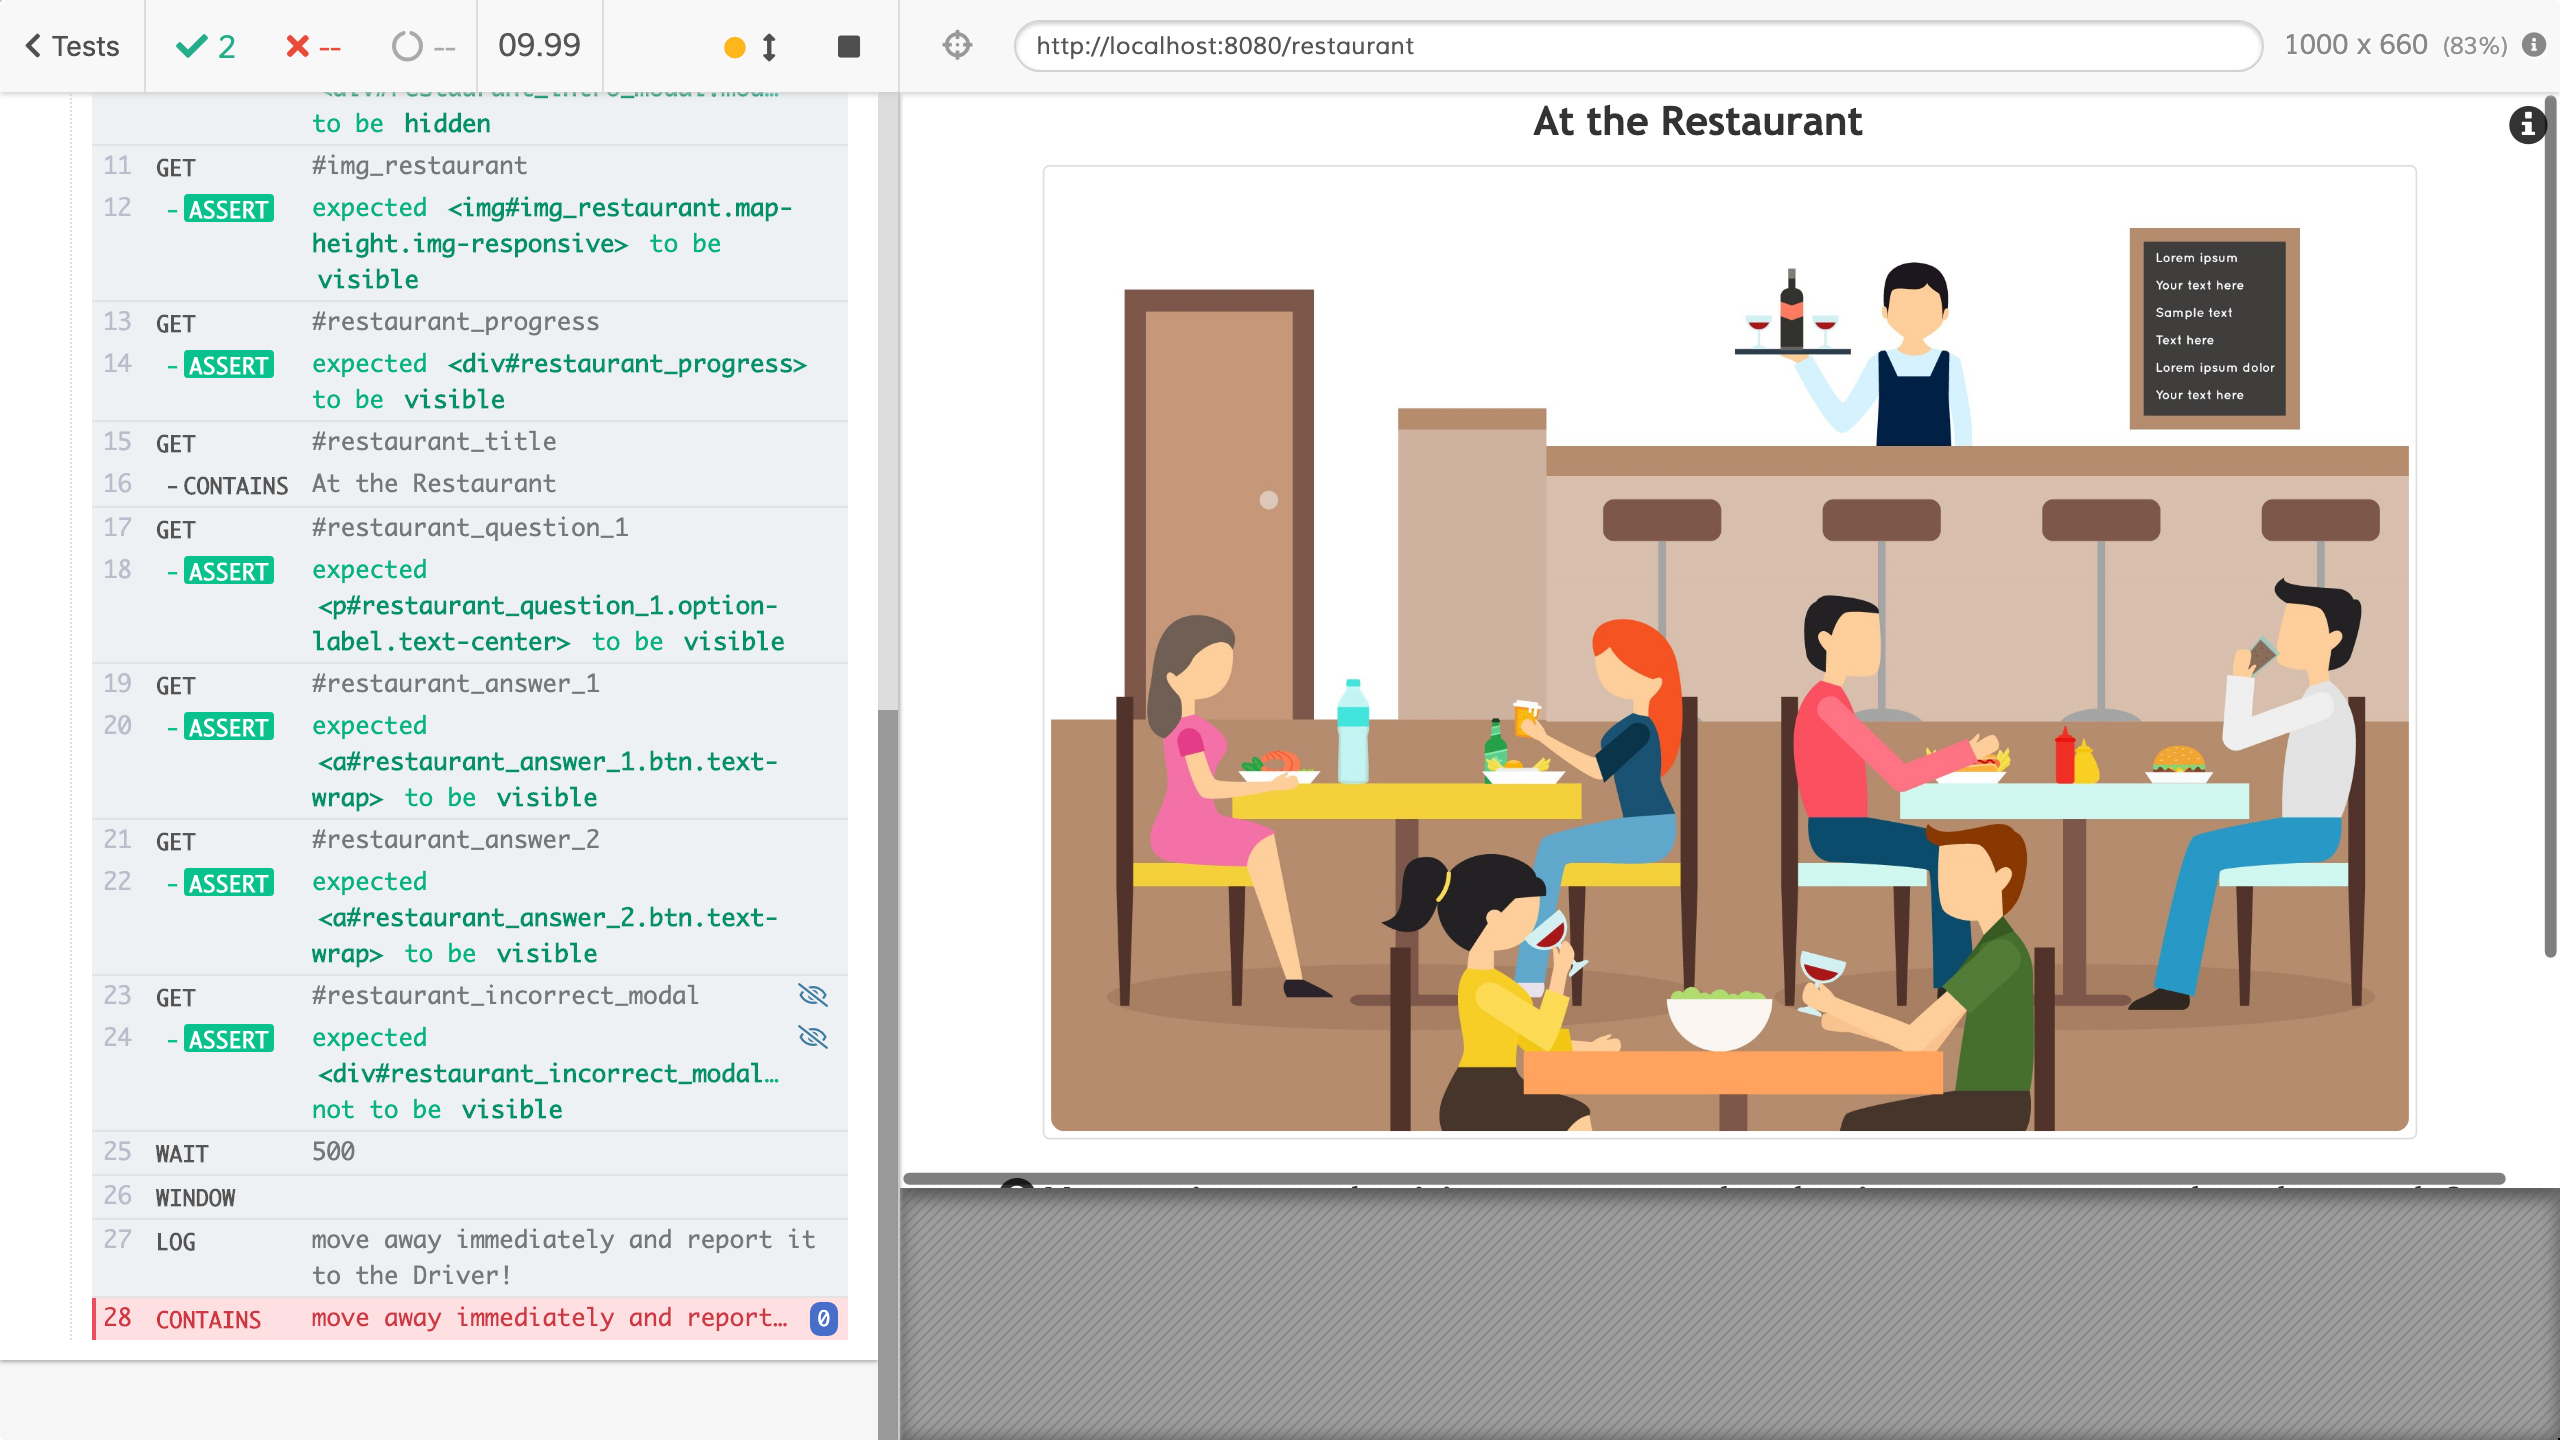 Tests
2
--
--
09.99
http://localhost:8080/restaurant
1000 x 660 (83%)
to be hidden
11 GET #img_restaurant
12 -ASSERT expected <img#img_restaurant.map-
height.img-responsive> to be
visible
13 GET #restaurant_progress
14 -ASSERT expected <div#restaurant_progress>
to be visible
15 GET #restaurant_title
16 -CONTAINS At the Restaurant
17 GET #restaurant_question_1
18 -ASSERT expected
<p#restaurant_question_1.option-
label.text-center> to be visible
19 GET #restaurant_answer_1
20 -ASSERT expected
<a#restaurant_answer_1.btn.text-
wrap> to be visible
21 GET #restaurant_answer_2
22 -ASSERT expected
<a#restaurant_answer_2.btn.text-
wrap> to be visible
23 GET #restaurant_incorrect_modal
24 -ASSERT expected
<div#restaurant_incorrect_modal…
not to be visible
25 WAIT 500
26 WINDOW
27 LOG move away immediately and report it
to the Driver!
28 CONTAINS move away immediately and report… 0
At the Restaurant
Lorem ipsum
Your text here
Sample text
Text here
Lorem ipsum dolor
Your text here